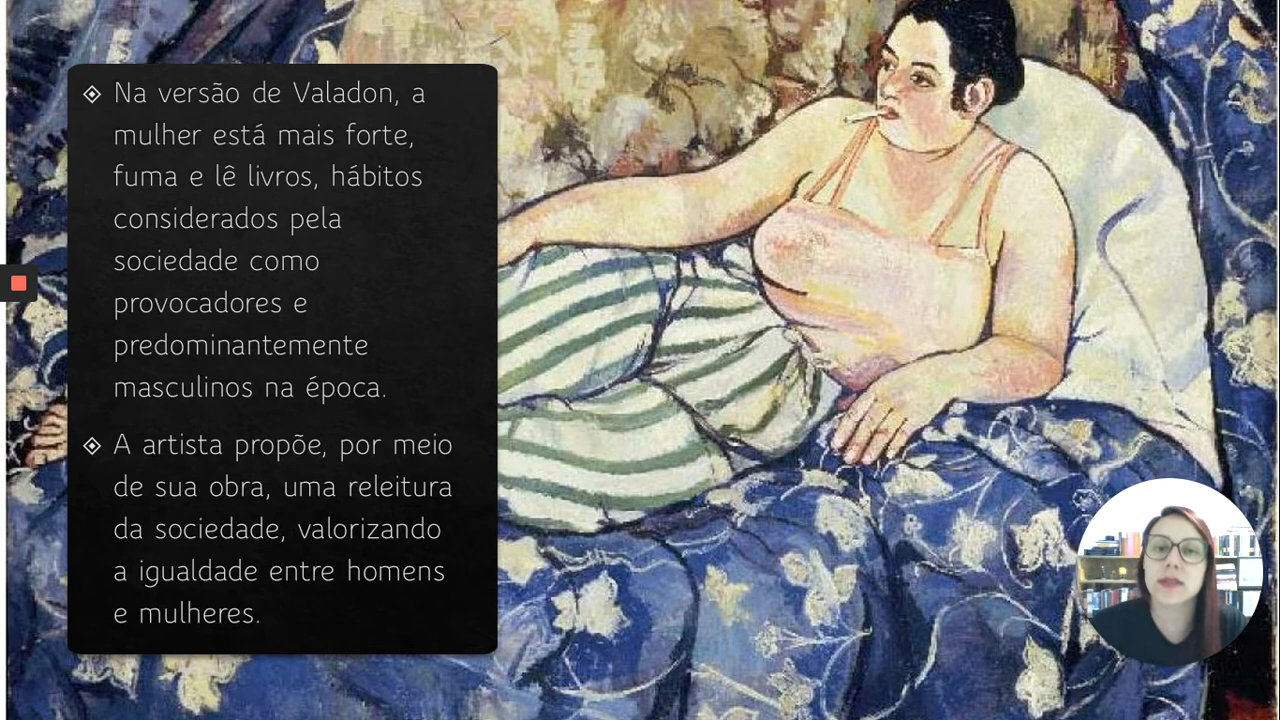 Na versão de Valadon, a
mulher está mais forte,
fuma e lê livros, hábitos
considerados pela
sociedade como
provocadores e
predominantemente
masculinos na época.
A artista propõe, por meio
de sua obra, uma releitura
da sociedade, valorizando
a igualdade entre homens
e mulheres.